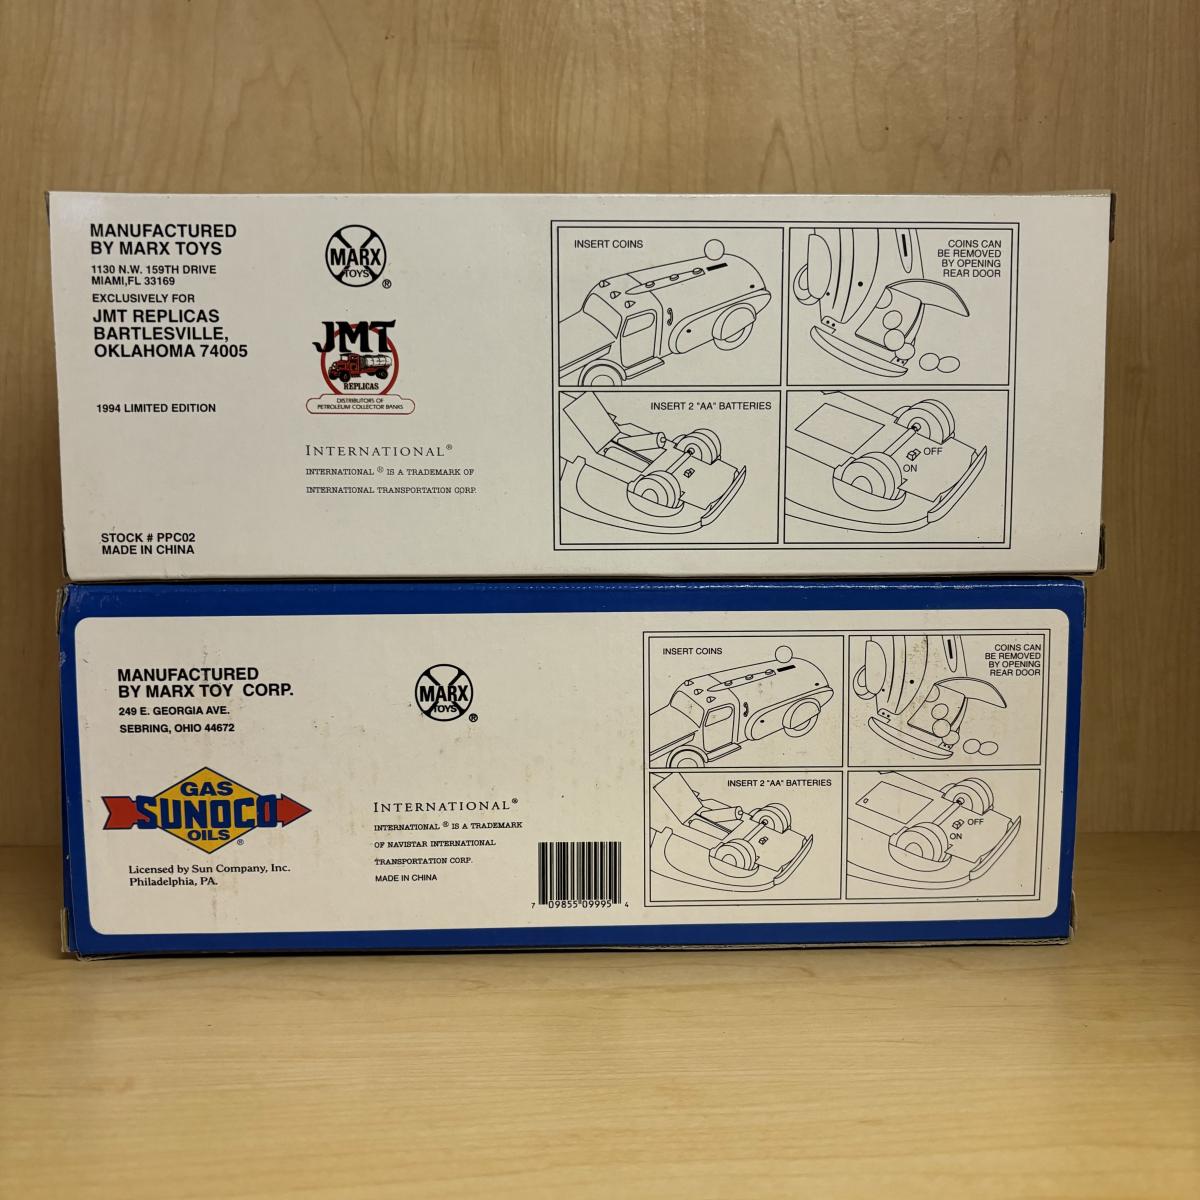 MANUFACTURED
BY MARX TOYS
1130 N.W. 159TH DRIVE
MIAMI,FL 33169
EXCLUSIVELY FOR
JMT REPLICAS
BARTLESVILLE,
OKLAHOMA 74005
1994 LIMITED EDITION
STOCK # PPC02
MADE IN CHINA
MARX
TOYS
®
JMT
REPLICAS
DISTRIBUTORS OF
PETROLEUM COLLECTOR BANKS
INTERNATIONAL®
INTERNATIONAL ® IS A TRADEMARK OF
INTERNATIONAL TRANSPORTATION CORP.
INSERT COINS
COINS CAN
BE REMOVED
BY OPENING
REAR DOOR
INSERT 2 "AA" BATTERIES
OFF
ON
MANUFACTURED
BY MARX TOY CORP.
249 E. GEORGIA AVE.
SEBRING, OHIO 44672
GAS
SUNOCO
OILS
®
Licensed by Sun Company, Inc.
Philadelphia, PA.
MARX
TOYS
®
INTERNATIONAL®
INTERNATIONAL ® IS A TRADEMARK
OF NAVISTAR INTERNATIONAL
TRANSPORTATION CORP.
MADE IN CHINA
7 09855 09995 4
INSERT COINS
COINS CAN
BE REMOVED
BY OPENING
REAR DOOR
INSERT 2 "AA" BATTERIES
OFF
ON